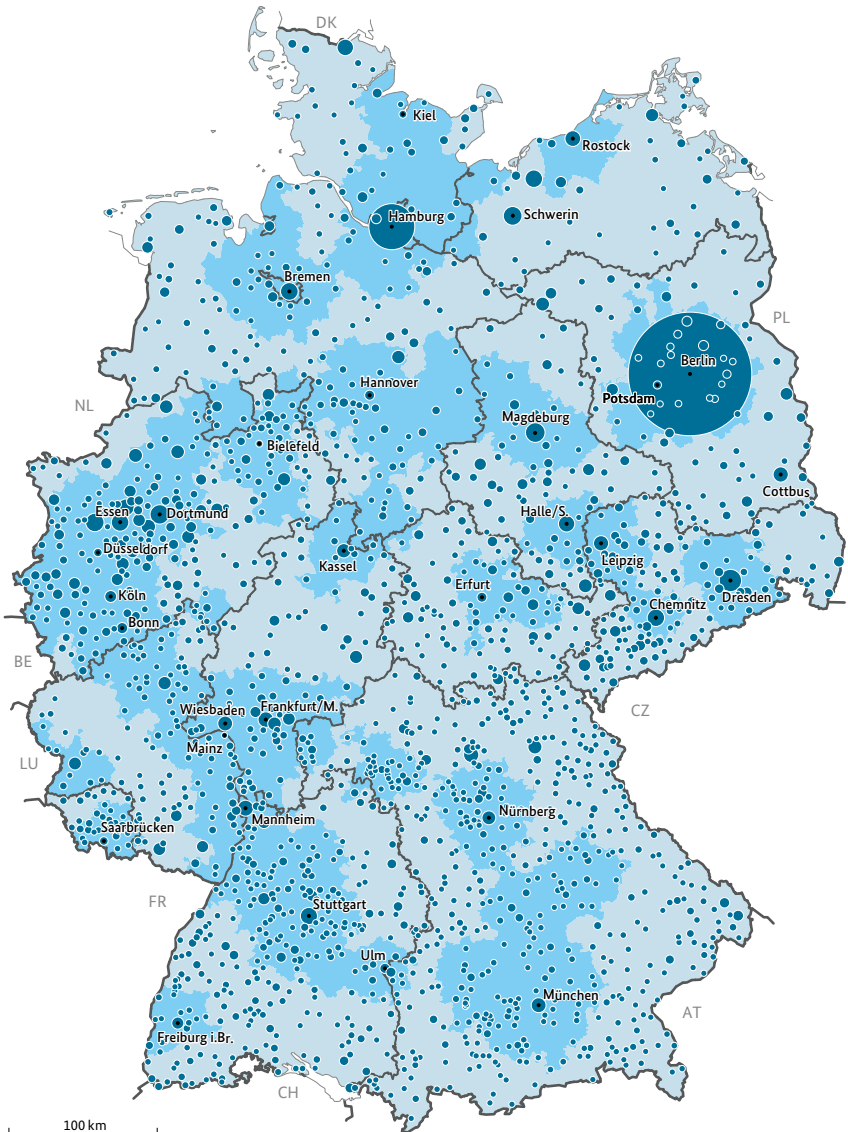 DK
Kiel
Rostock
Hamburg
Schwerin
Bremen
PL
Berlin
Hannover
NL
Potsdam
Magdeburg
Bielefeld
Cottbus
Essen
Dortmund
Halle/S.
Düsseldorf
Leipzig
Kassel
Erfurt
Köln
Dresden
Chemnitz
Bonn
BE
Wiesbaden
Frankfurt/M.
CZ
Mainz
LU
Nürnberg
Mannheim
Saarbrücken
FR
Stuttgart
Ulm
München
AT
Freiburg i.Br.
CH
100 km